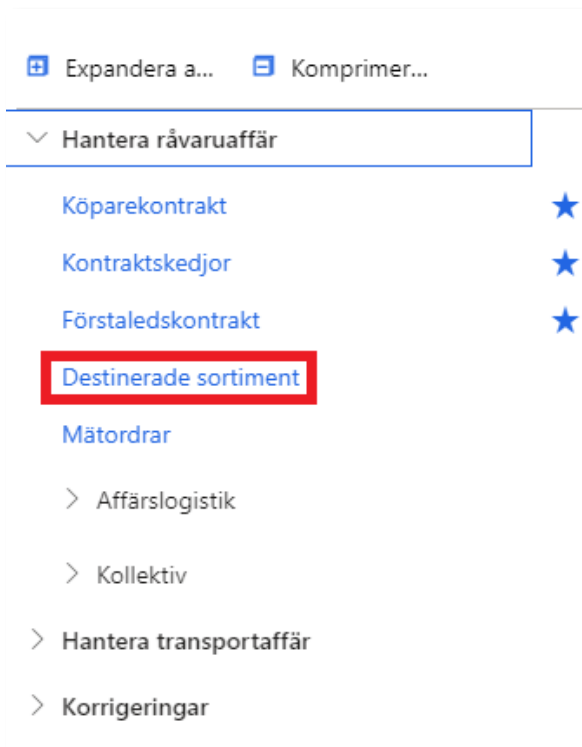 Expandera a... Komprimer...
Hantera råvaruaffär
Köparekontrakt
Kontraktskedjor
Förstaledskontrakt
Destinerade sortiment
Mätordrar
Affärslogistik
Kollektiv
Hantera transportaffär
Korrigeringar